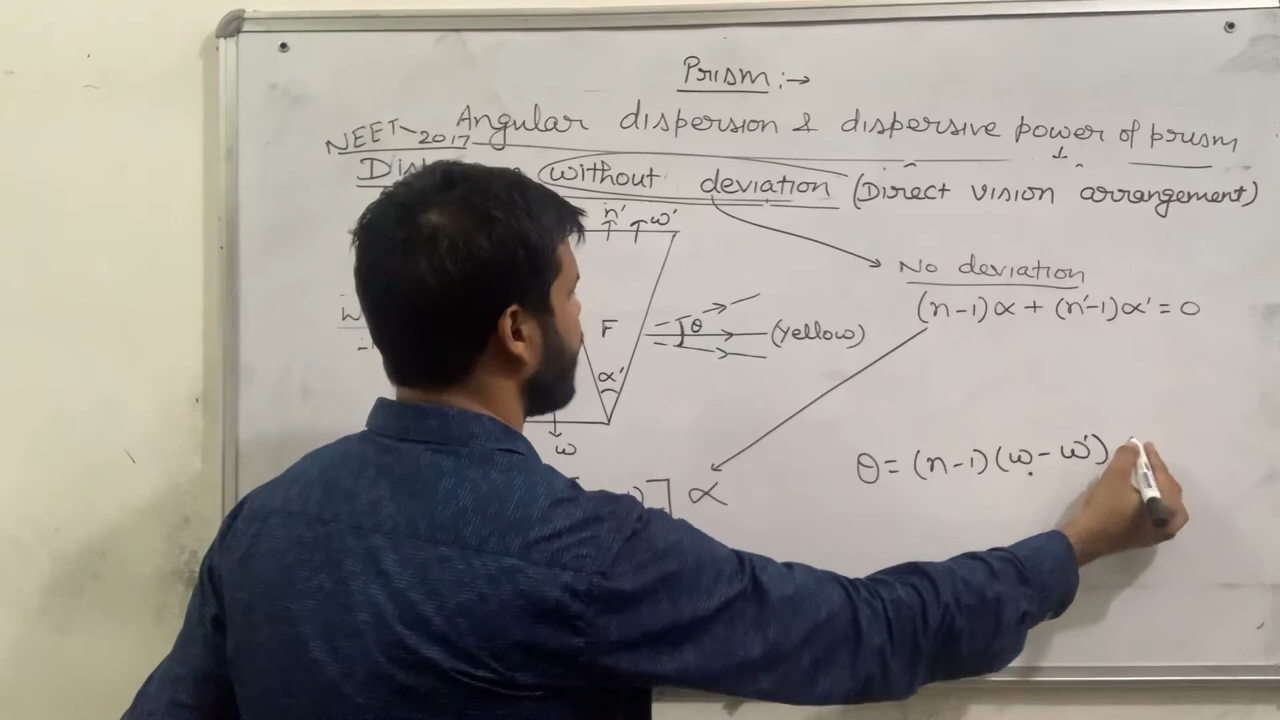 Prism :→
NEET-2017 Angular dispersion & dispersive power of prism
without deviation (Direct vision arrangement)
n' ω'
No deviation
(n-1)α + (n'-1)α' = 0
F
θ
(Yellow)
α'
ω
θ = (n-1)(ω - ω')
] α